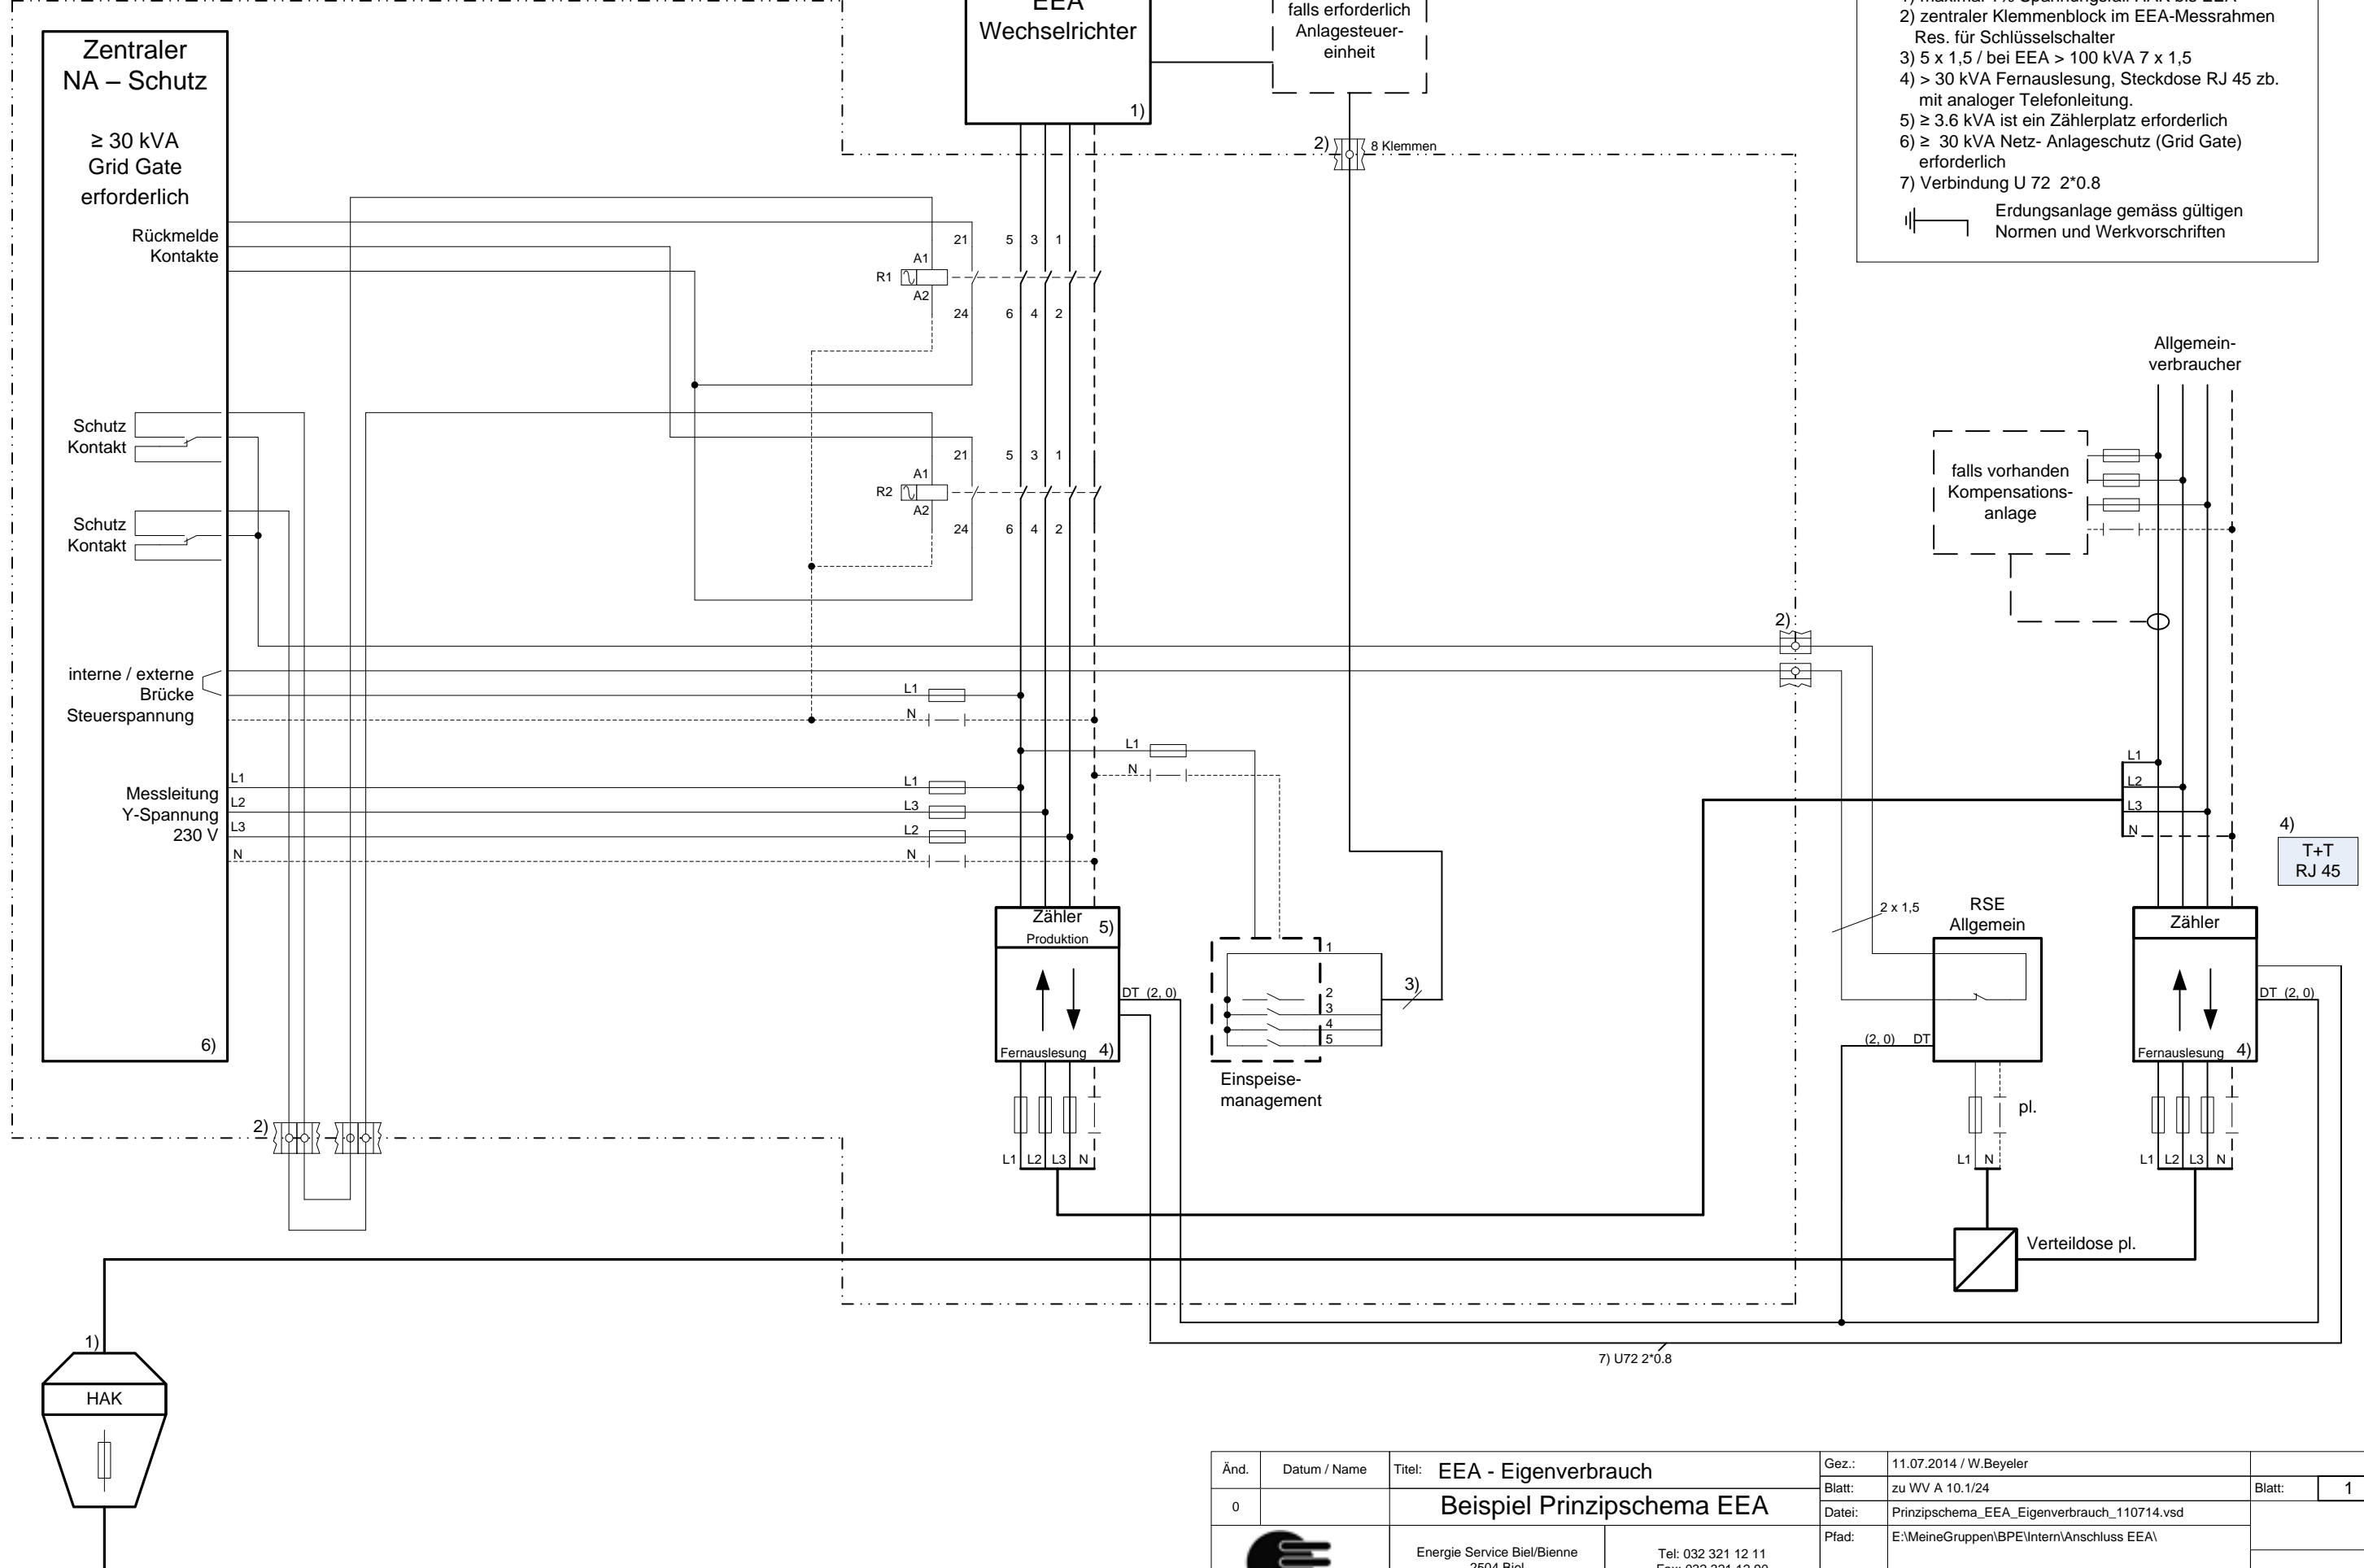 EEA
Wechselrichter
1)
falls erforderlich
Anlagesteuer-
einheit
2) zentraler Klemmenblock im EEA-Messrahmen
Res. für Schlüsselschalter
3) 5 x 1,5 / bei EEA > 100 kVA 7 x 1,5
4) > 30 kVA Fernauslesung, Steckdose RJ 45 zb.
mit analoger Telefonleitung.
5) ≥ 3.6 kVA ist ein Zählerplatz erforderlich
6) ≥ 30 kVA Netz- Anlageschutz (Grid Gate)
erforderlich
7) Verbindung U 72 2*0.8
Erdungsanlage gemäss gültigen
Normen und Werkvorschriften
Zentraler
NA – Schutz
≥ 30 kVA
Grid Gate
erforderlich
Rückmelde
Kontakte
Schutz
Kontakt
Schutz
Kontakt
interne / externe
Brücke
Steuerspannung
Messleitung
Y-Spannung
230 V
L1
L2
L3
N
6)
2) 8 Klemmen
21 5 3 1
A1
R1
A2
24 6 4 2
21 5 3 1
A1
R2
A2
24 6 4 2
L1
N
L1
N
L1
L3
L2
N
2)
Allgemein-
verbraucher
falls vorhanden
Kompensations-
anlage
L1
L2
L3
N
4)
T+T
RJ 45
Zähler
Produktion
5)
DT (2, 0)
Fernauslesung 4)
L1 L2 L3 N
1
2
3
4
5
3)
Einspeise-
management
2 x 1,5
RSE
Allgemein
(2, 0) DT
pl.
L1 N
Zähler
DT (2, 0)
Fernauslesung 4)
L1 L2 L3 N
Verteildose pl.
2)
7) U72 2*0.8
1)
HAK
Änd. Datum / Name Titel: EEA - Eigenverbrauch Gez.: 11.07.2014 / W.Beyeler
0 Beispiel Prinzipschema EEA Blatt: zu WV A 10.1/24 Blatt: 1
Datei: Prinzipschema_EEA_Eigenverbrauch_110714.vsd
Pfad: E:\MeineGruppen\BPE\Intern\Anschluss EEA\
Energie Service Biel/Bienne Tel: 032 321 12 11